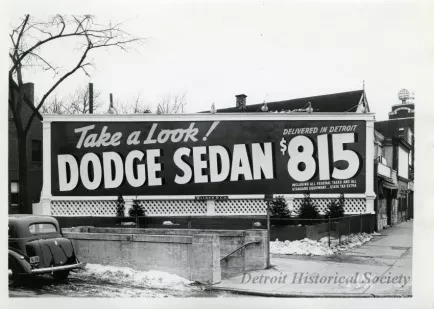 Take a Look!
DODGE SEDAN
DELIVERED IN DETROIT
$815
INCLUDING ALL FEDERAL TAXES AND ALL
STANDARD EQUIPMENT... STATE TAX EXTRA
Detroit Historical Society